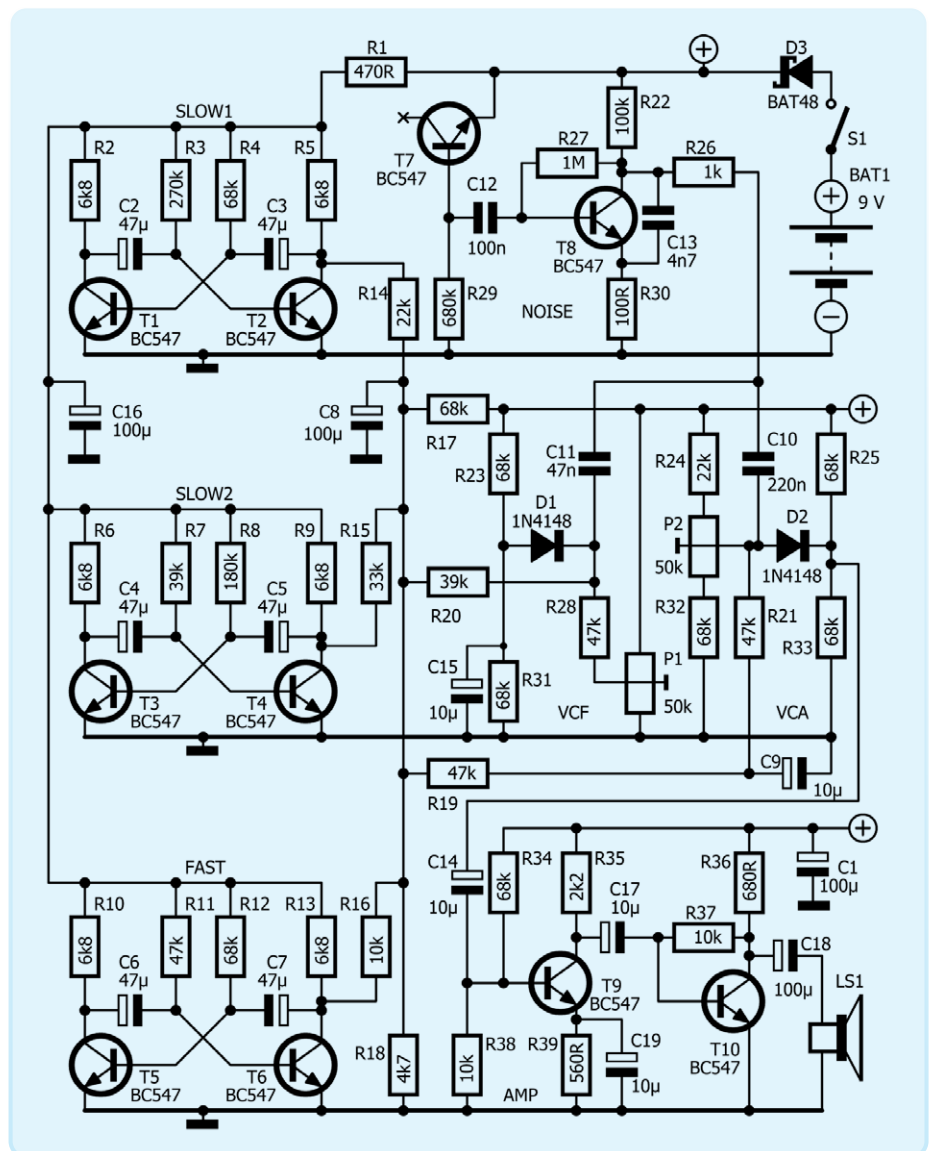 R1
470R
D3
BAT48
SLOW1
R2
R3
R4
R5
6k8
270k
68k
6k8
C2
47µ
C3
47µ
T1
BC547
T2
BC547
T7
BC547
C12
100n
R27
1M
R22
100k
R26
1k
S1
BAT1
9 V
T8
BC547
C13
4n7
R14
22k
680k
R29
NOISE
100R
R30
C16
100µ
C8
100µ
68k
R17
R23
68k
C11
47n
R24
22k
C10
220n
68k
R25
SLOW2
R6
R7
R8
R9
R15
6k8
39k
180k
6k8
33k
C4
47µ
C5
47µ
T3
BC547
T4
BC547
D1
1N4148
P2
50k
D2
1N4148
39k
R20
R28
47k
R32
68k
R21
47k
R33
68k
C15
10µ
68k
R31
VCF
P1
50k
VCA
47k
R19
C9
10µ
FAST
R10
R11
R12
R13
R16
6k8
47k
68k
6k8
10k
C6
47µ
C7
47µ
T5
BC547
T6
BC547
R18
4k7
C14
10µ
R34
68k
R35
2k2
C17
10µ
R36
680R
C1
100µ
R37
10k
C18
100µ
LS1
T9
BC547
T10
BC547
10k
R38
R39
560R
C19
10µ
AMP